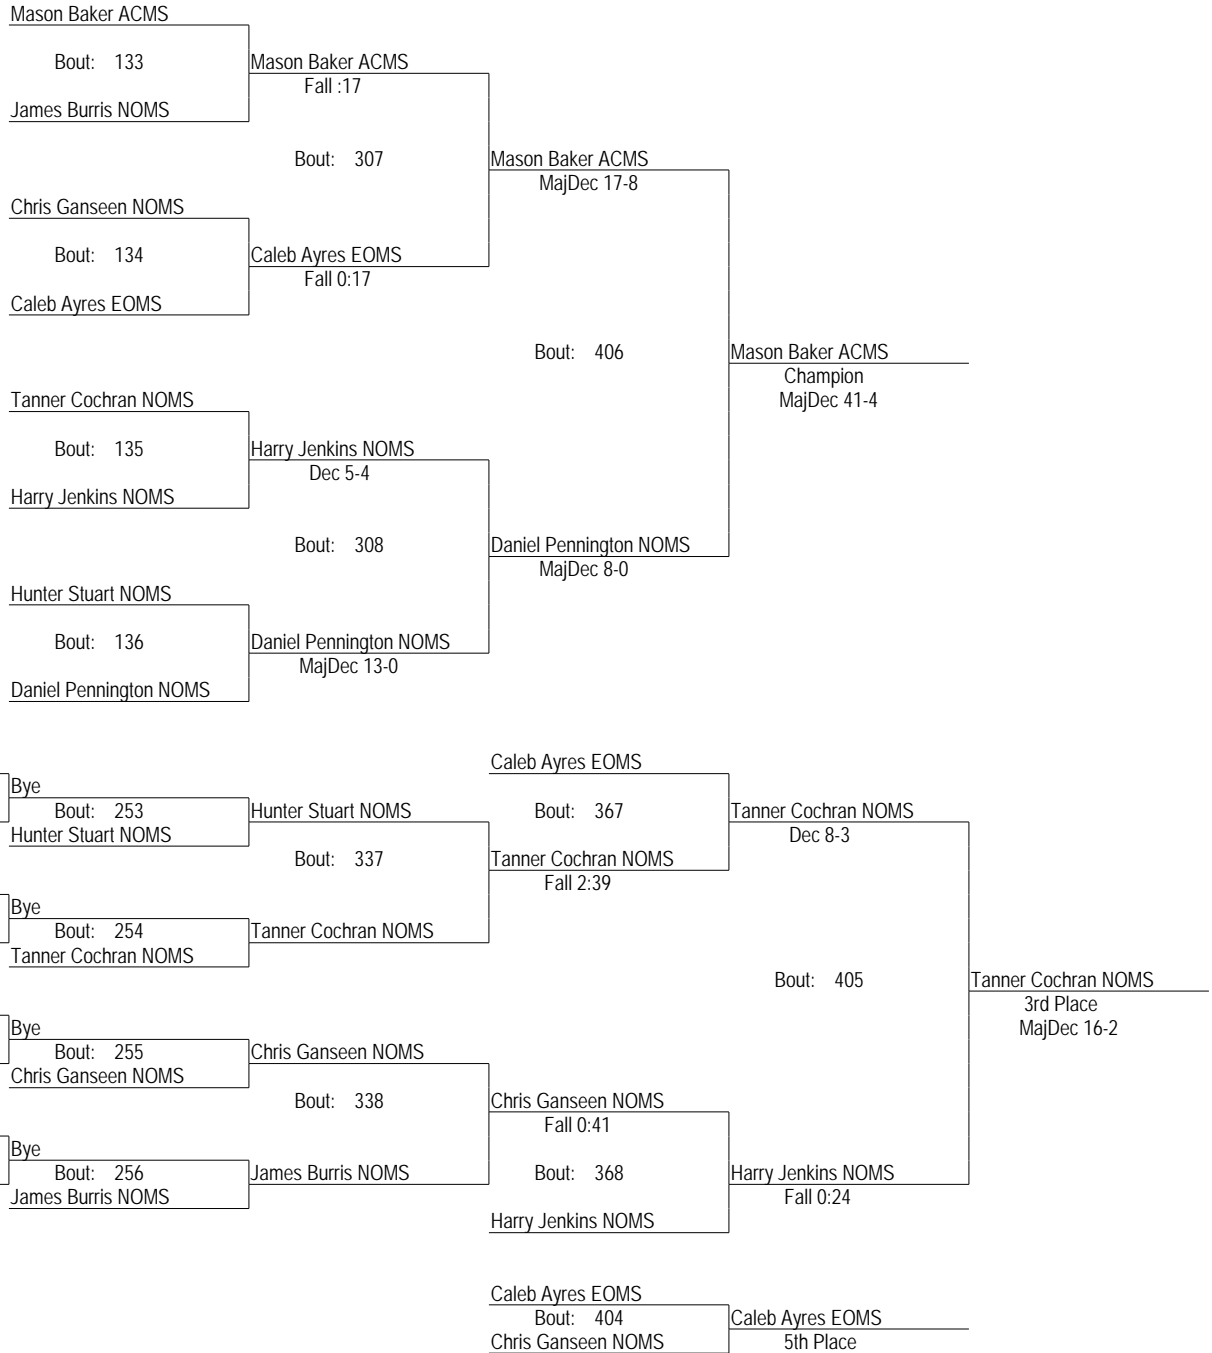 Mason Baker ACMS
Bout: 133
Mason Baker ACMS
Fall :17
James Burris NOMS
Bout: 307
Mason Baker ACMS
MajDec 17-8
Chris Ganseen NOMS
Bout: 134
Caleb Ayres EOMS
Fall 0:17
Caleb Ayres EOMS
Bout: 406
Mason Baker ACMS
Champion
MajDec 41-4
Tanner Cochran NOMS
Bout: 135
Harry Jenkins NOMS
Dec 5-4
Harry Jenkins NOMS
Bout: 308
Daniel Pennington NOMS
MajDec 8-0
Hunter Stuart NOMS
Bout: 136
Daniel Pennington NOMS
MajDec 13-0
Daniel Pennington NOMS
Caleb Ayres EOMS
Bye
Bout: 253
Hunter Stuart NOMS
Bout: 367
Tanner Cochran NOMS
Dec 8-3
Hunter Stuart NOMS
Bout: 337
Tanner Cochran NOMS
Fall 2:39
Bye
Bout: 254
Tanner Cochran NOMS
Tanner Cochran NOMS
Bout: 405
Tanner Cochran NOMS
3rd Place
MajDec 16-2
Bye
Bout: 255
Chris Ganseen NOMS
Chris Ganseen NOMS
Bout: 338
Chris Ganseen NOMS
Fall 0:41
Bye
Bout: 256
James Burris NOMS
Bout: 368
Harry Jenkins NOMS
Fall 0:24
James Burris NOMS
Harry Jenkins NOMS
Caleb Ayres EOMS
Bout: 404
Caleb Ayres EOMS
5th Place
Chris Ganseen NOMS